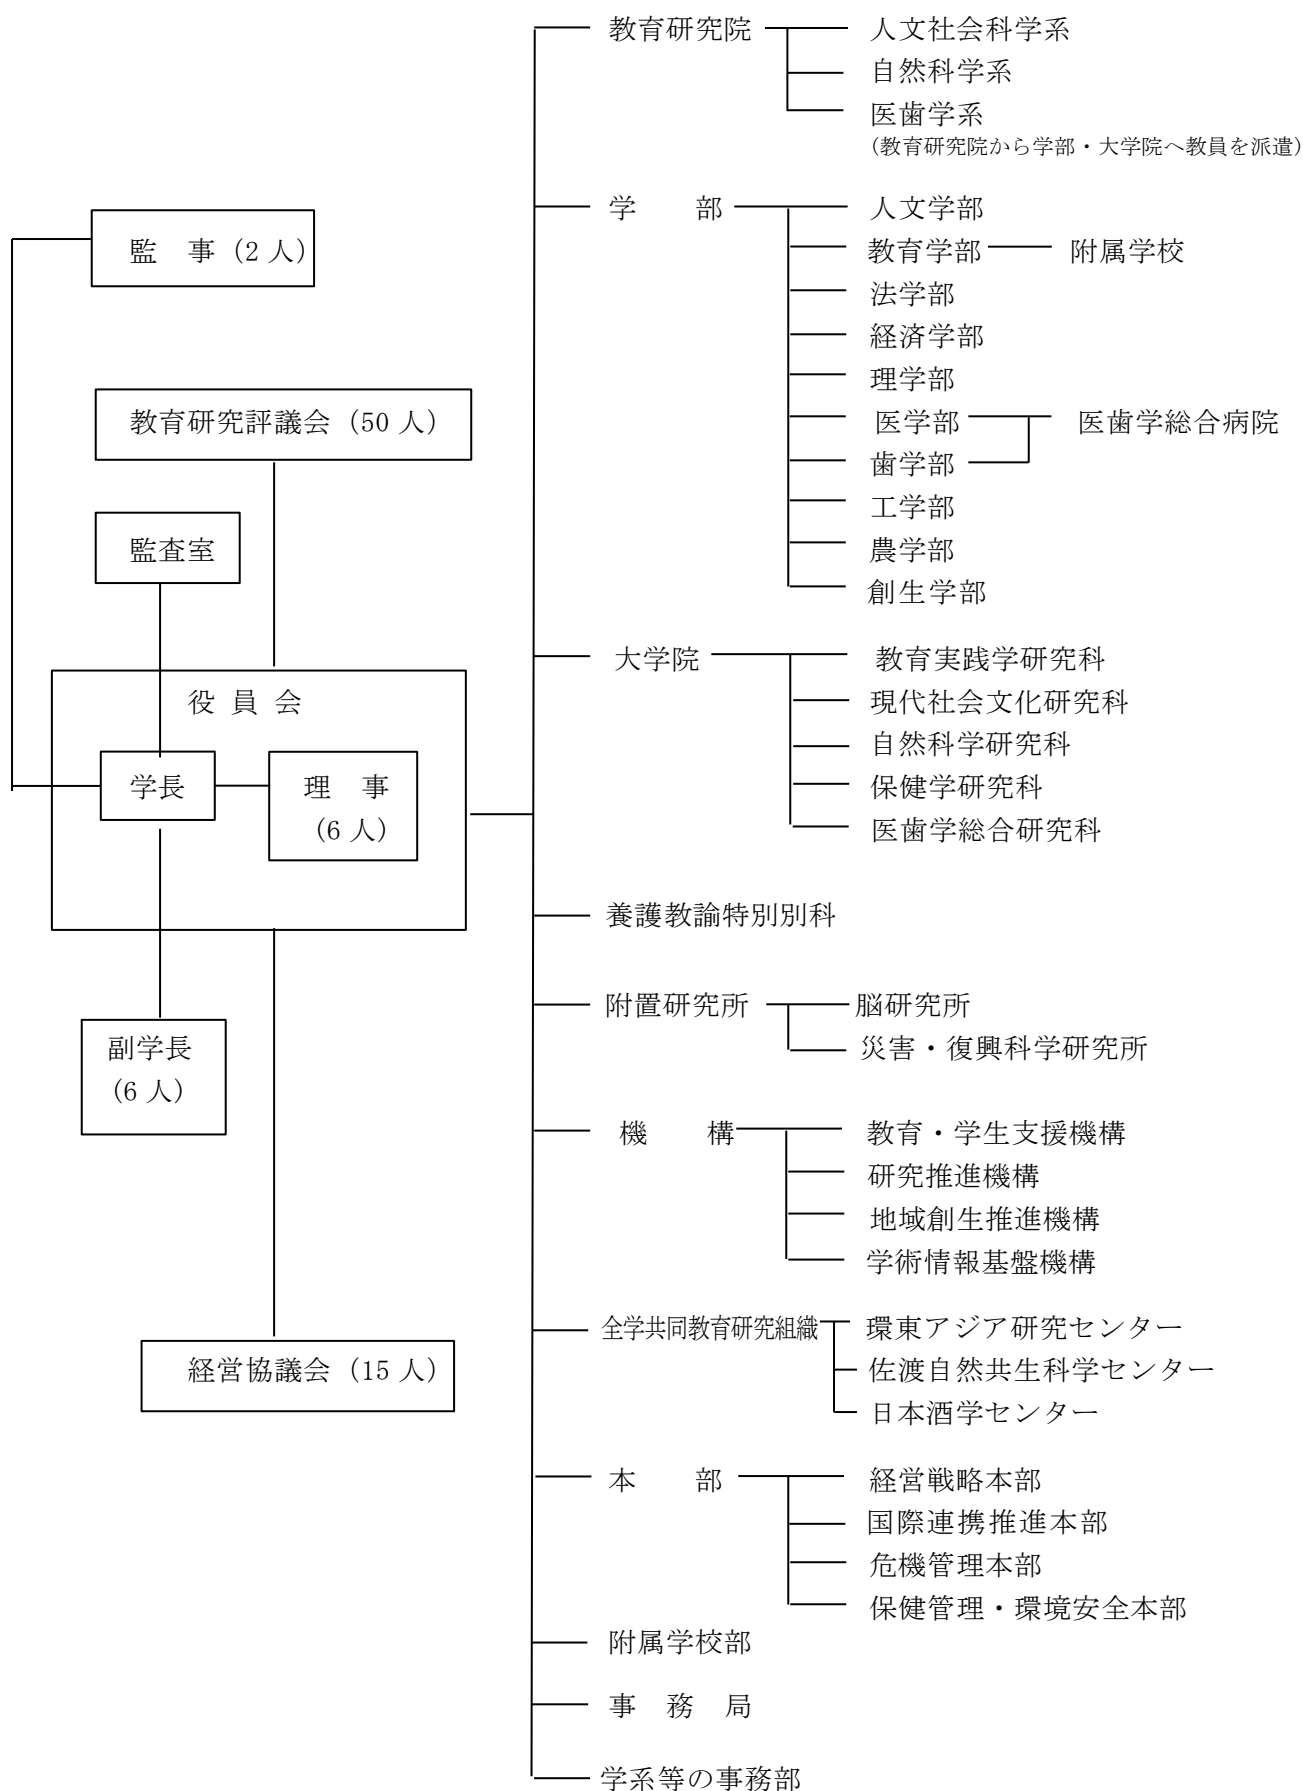 監　事（2 人）
教育研究評議会（50 人）
監査室
役 員 会
学長
理　事
（6 人）
副学長
（6 人）
経営協議会（15 人）
教育研究院
人文社会科学系
自然科学系
医歯学系
（教育研究院から学部・大学院へ教員を派遣）
学　　部
人文学部
教育学部
附属学校
法学部
経済学部
理学部
医学部
医歯学総合病院
歯学部
工学部
農学部
創生学部
大学院
教育実践学研究科
現代社会文化研究科
自然科学研究科
保健学研究科
医歯学総合研究科
養護教諭特別別科
附置研究所
脳研究所
災害・復興科学研究所
機　　構
教育・学生支援機構
研究推進機構
地域創生推進機構
学術情報基盤機構
全学共同教育研究組織
環東アジア研究センター
佐渡自然共生科学センター
日本酒学センター
本　　部
経営戦略本部
国際連携推進本部
危機管理本部
保健管理・環境安全本部
附属学校部
事　務　局
学系等の事務部